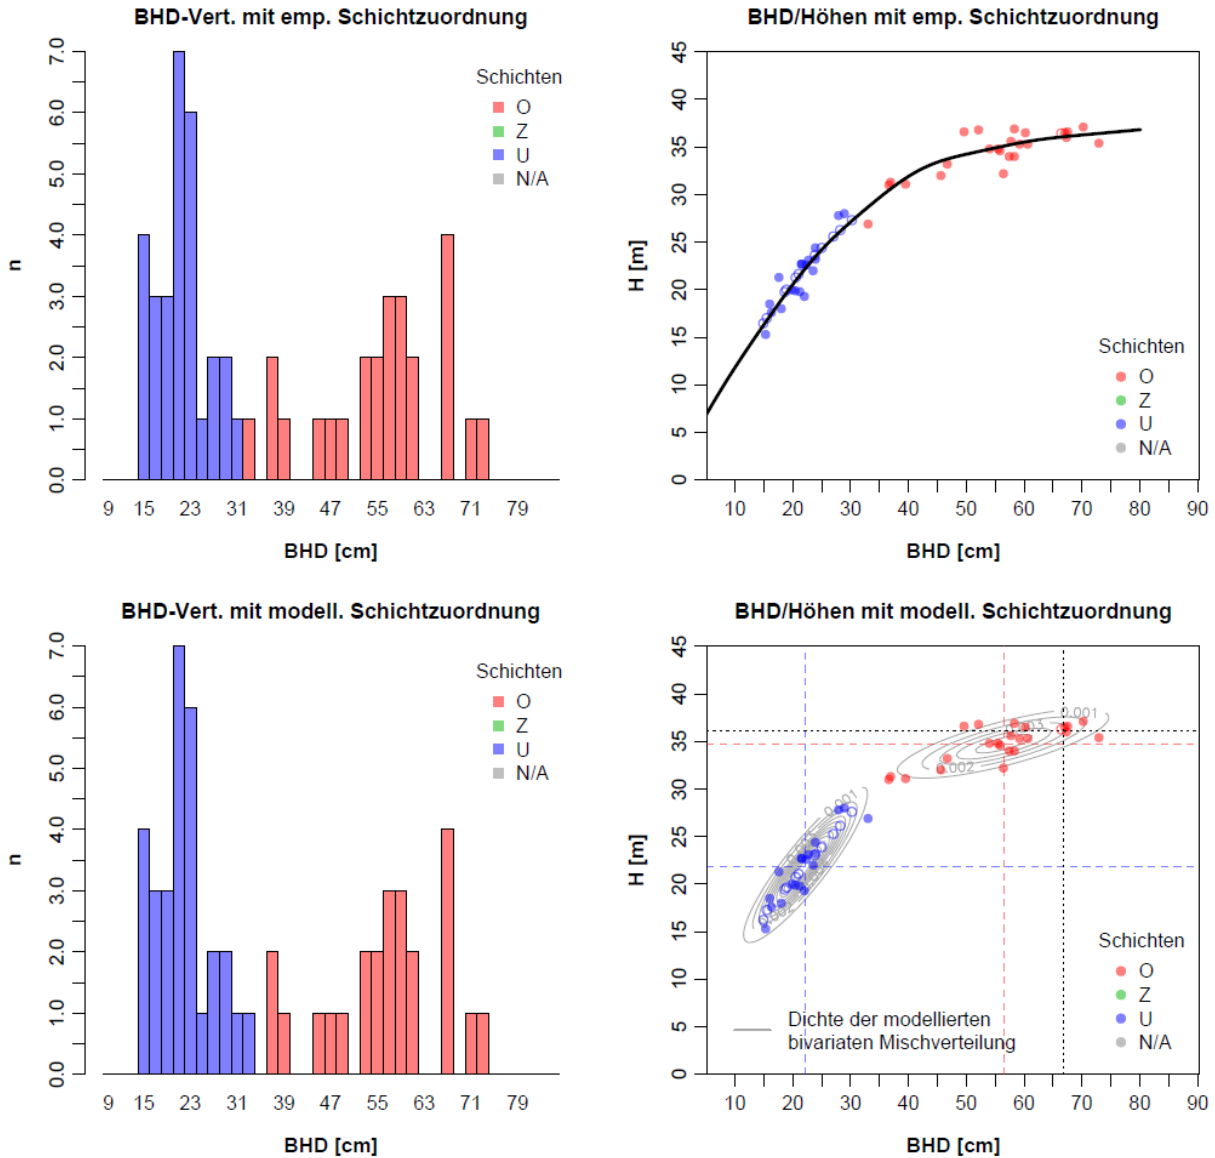 BHD-Vert. mit emp. Schichtzuordnung
7.0
6.0
5.0
4.0
3.0
2.0
1.0
0.0
n
Schichten
O
Z
U
N/A
9 15 23 31 39 47 55 63 71 79
BHD [cm]
BHD/Höhen mit emp. Schichtzuordnung
45
40
35
30
25
20
15
10
5
0
H [m]
Schichten
O
Z
U
N/A
10 20 30 40 50 60 70 80 90
BHD [cm]
BHD-Vert. mit modell. Schichtzuordnung
7.0
6.0
5.0
4.0
3.0
2.0
1.0
0.0
n
Schichten
O
Z
U
N/A
9 15 23 31 39 47 55 63 71 79
BHD [cm]
BHD/Höhen mit modell. Schichtzuordnung
45
40
35
30
25
20
15
10
5
0
H [m]
0.001
0.002
0.001
Schichten
O
Z
U
N/A
Dichte der modellierten
bivariaten Mischverteilung
10 20 30 40 50 60 70 80 90
BHD [cm]